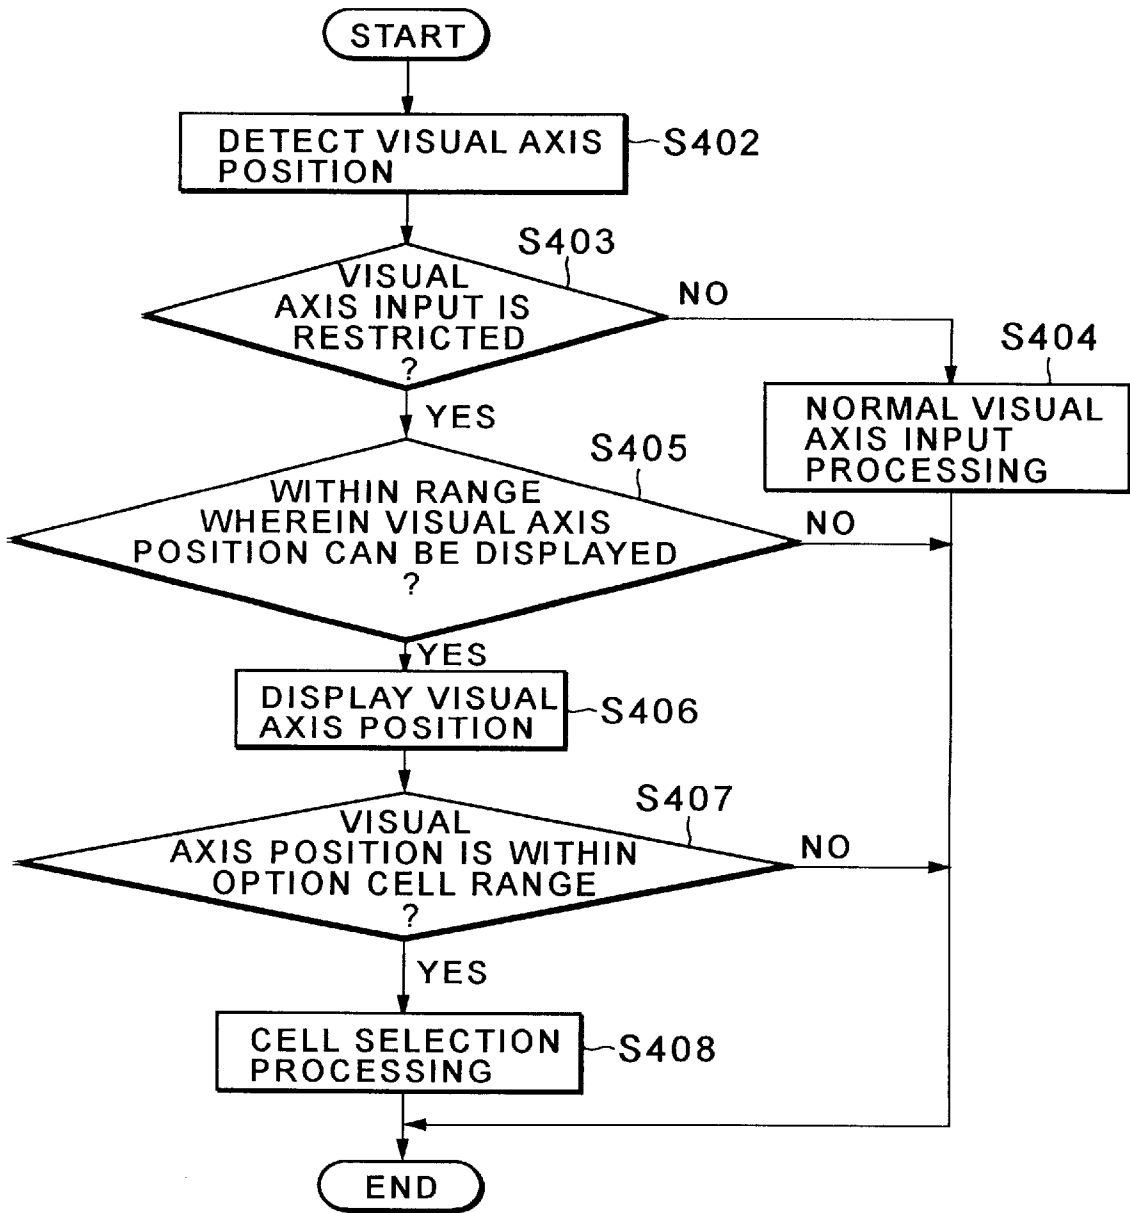 START
DETECT VISUAL AXIS
POSITION
S402
S403
VISUAL
AXIS INPUT IS
RESTRICTED
?
NO
YES
S404
NORMAL VISUAL
AXIS INPUT
PROCESSING
S405
WITHIN RANGE
WHEREIN VISUAL AXIS
POSITION CAN BE DISPLAYED
?
NO
YES
DISPLAY VISUAL
AXIS POSITION
S406
S407
VISUAL
AXIS POSITION IS WITHIN
OPTION CELL RANGE
?
NO
YES
CELL SELECTION
PROCESSING
S408
END